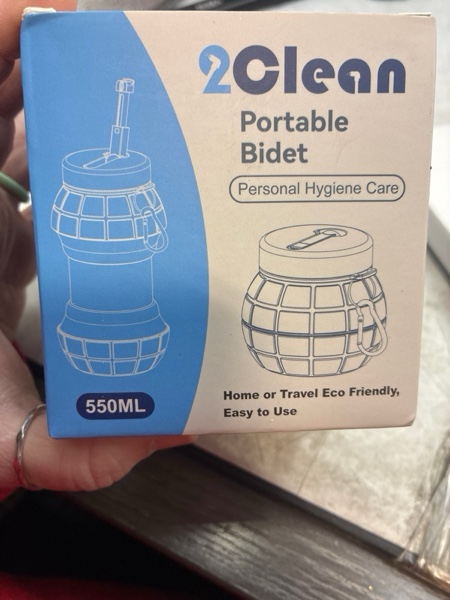 2Clean
Portable
Bidet
Personal Hygiene Care
550ML
Home or Travel Eco Friendly,
Easy to Use